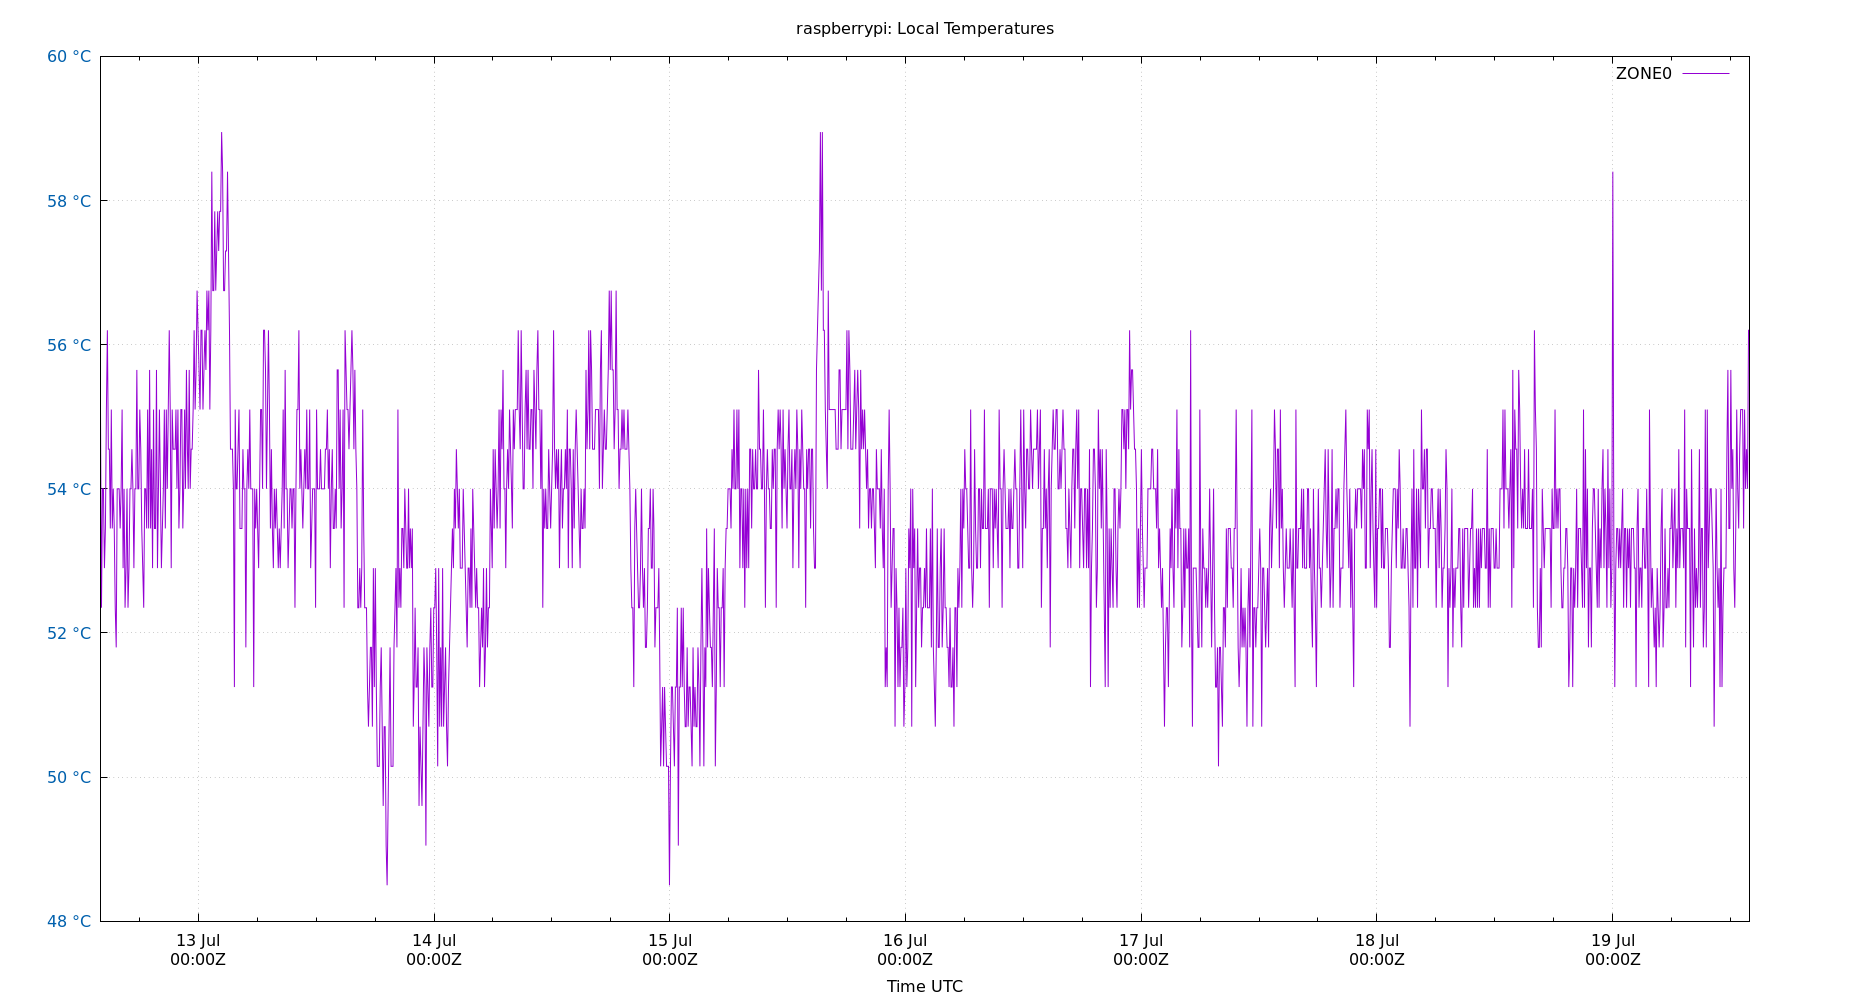 raspberrypi: Local Temperatures
60 °C
ZONE0
58 °C
56 °C
54 °C
52 °C
50 °C
48 °C
13 Jul 14 Jul 15 Jul 16 Jul 17 Jul 18 Jul 19 Jul
00:00Z 00:00Z 00:00Z 00:00Z 00:00Z 00:00Z 00:00Z
Time UTC